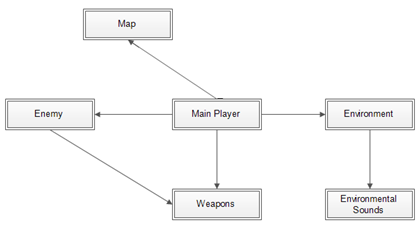 Map
Enemy
Main Player
Environment
Weapons
Environmental
Sounds